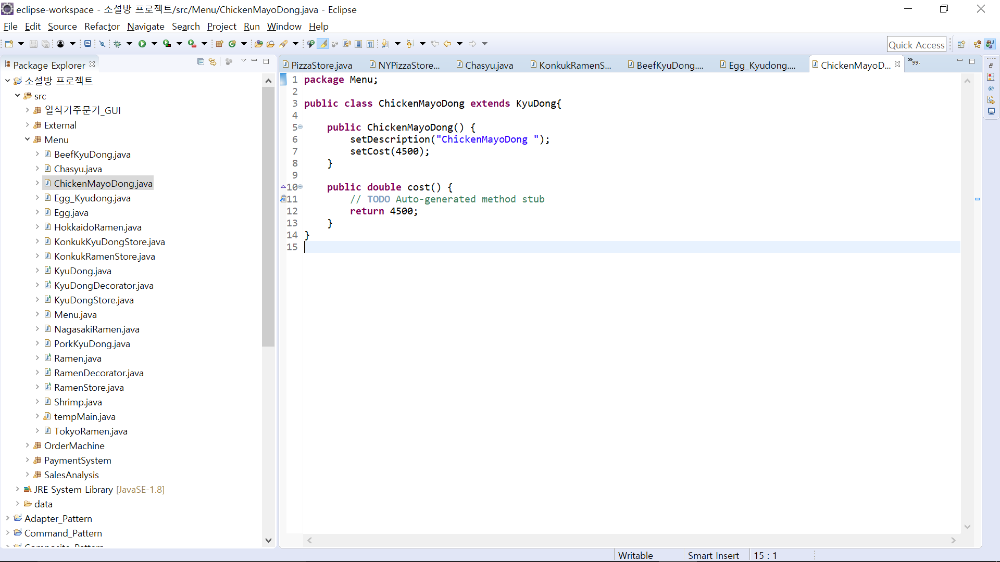 eclipse-workspace - 소설방 프로젝트/src/Menu/ChickenMayoDong.java - Eclipse
File Edit Source Refactor Navigate Search Project Run Window Help
Quick Access
Package Explorer
소설방 프로젝트
src
일식기주문기_GUI
External
Menu
BeefKyuDong.java
Chasyu.java
ChickenMayoDong.java
Egg_Kyudong.java
Egg.java
HokkaidoRamen.java
KonkukKyuDongStore.java
KonkukRamenStore.java
KyuDong.java
KyuDongDecorator.java
KyuDongStore.java
Menu.java
NagasakiRamen.java
PorkKyuDong.java
Ramen.java
RamenDecorator.java
RamenStore.java
Shrimp.java
tempMain.java
TokyoRamen.java
OrderMachine
PaymentSystem
SalesAnalysis
JRE System Library [JavaSE-1.8]
data
Adapter_Pattern
Command_Pattern
PizzaStore.java NYPizzaStore... Chasyu.java KonkukRamenS... BeefKyuDong.... Egg_Kyudong.... ChickenMayoD... »99+
1 package Menu;
2
3 public class ChickenMayoDong extends KyuDong{
4
5 public ChickenMayoDong() {
6 setDescription("ChickenMayoDong ");
7 setCost(4500);
8 }
9
10 public double cost() {
11 // TODO Auto-generated method stub
12 return 4500;
13 }
14 }
15
Writable Smart Insert 15 : 1